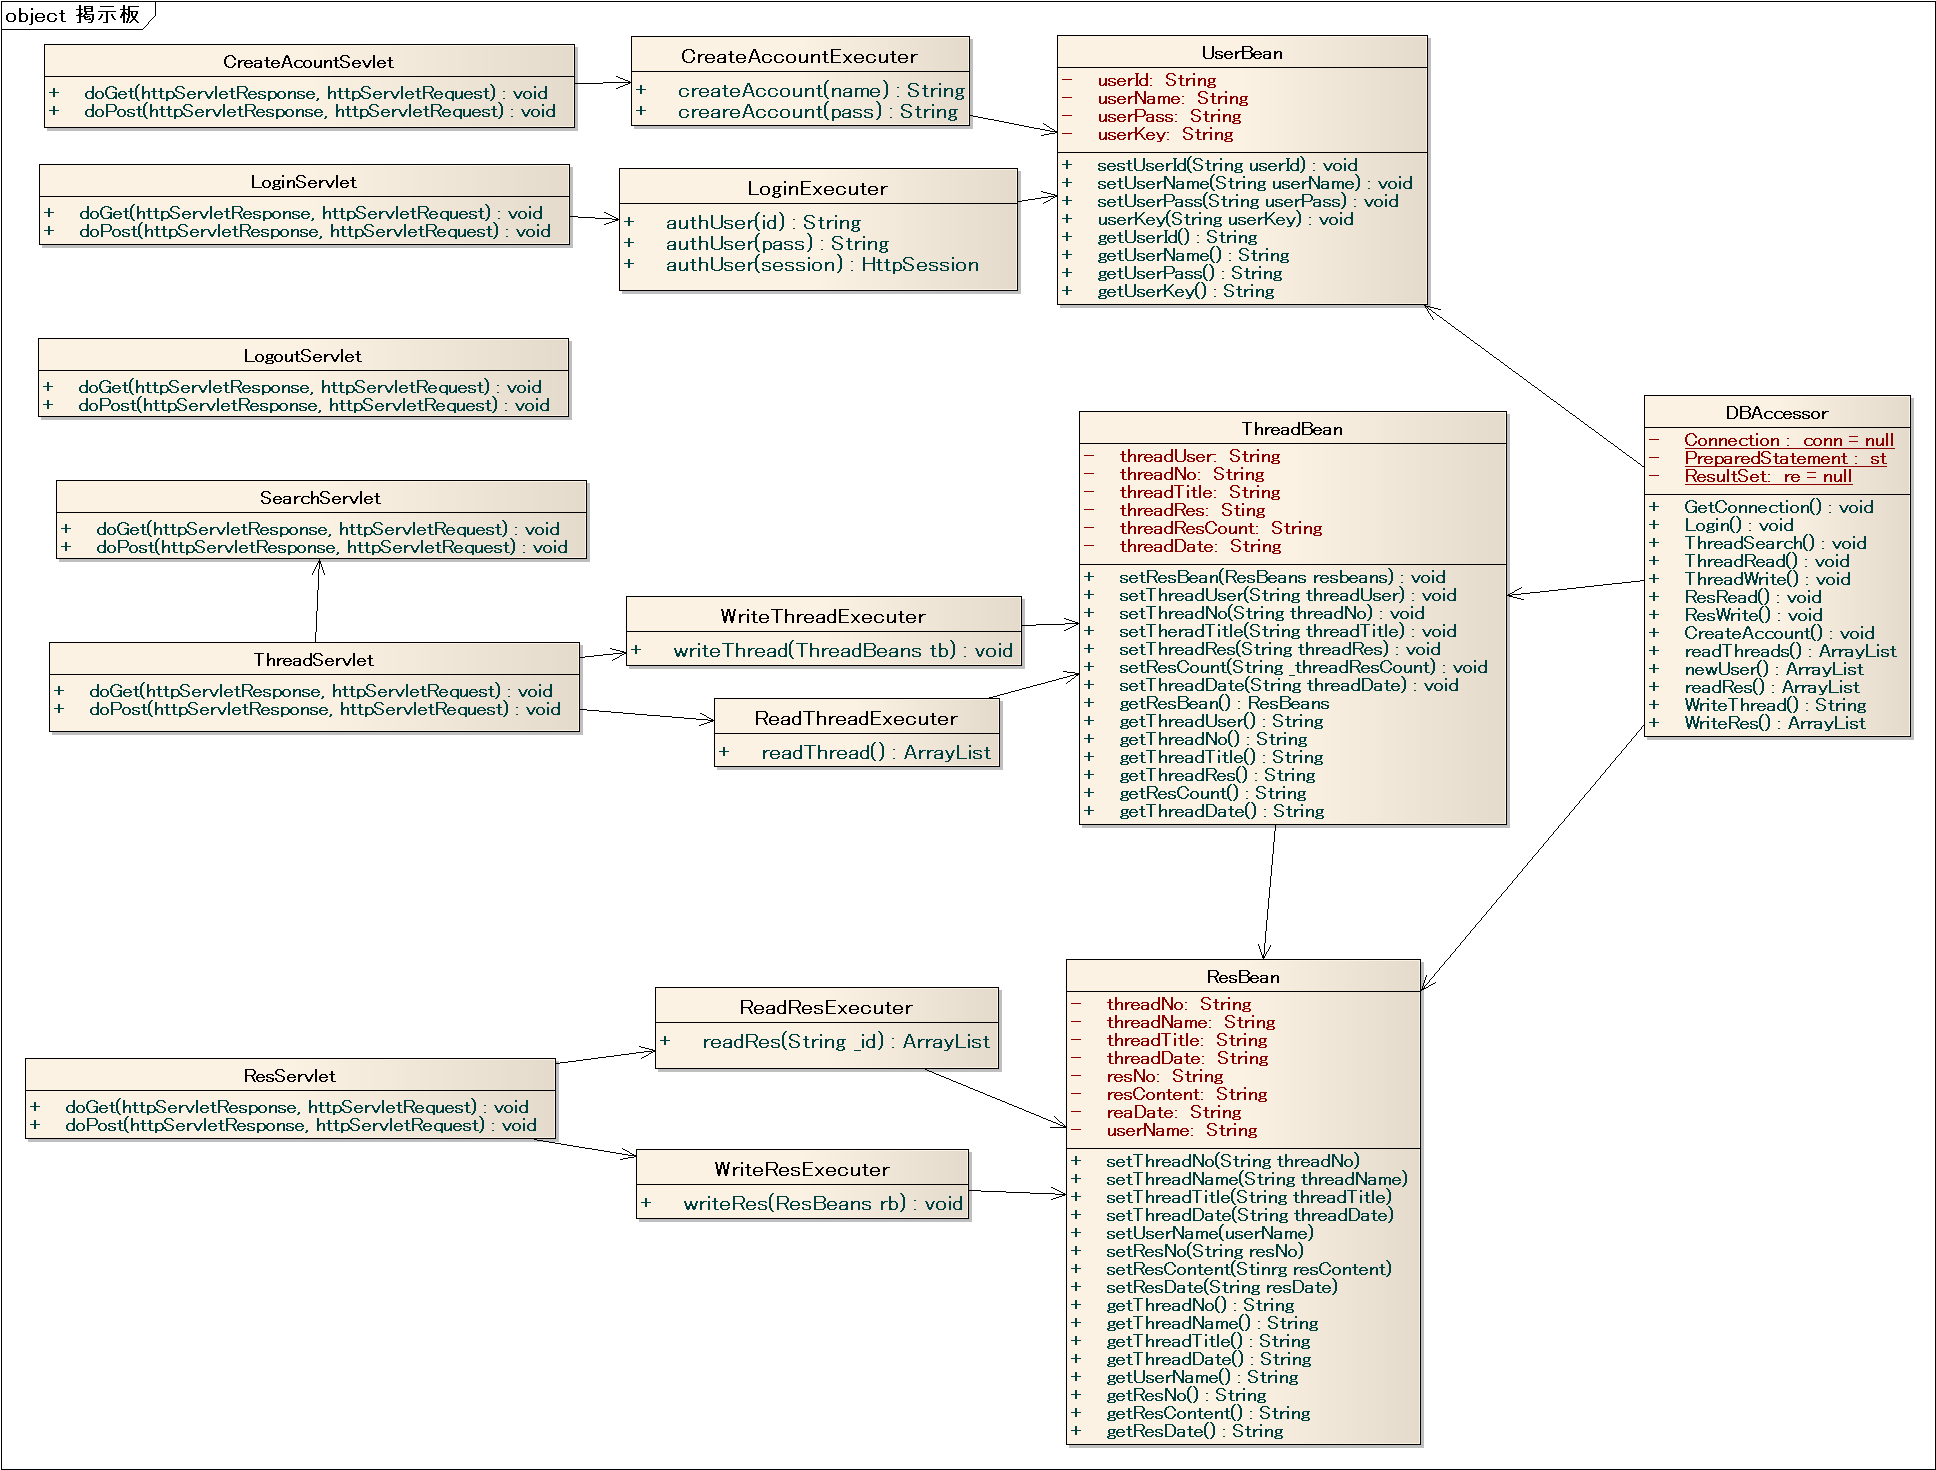 object 掲示板
CreateAcountSevlet
+ doGet(httpServletResponse, httpServletRequest) : void
+ doPost(httpServletResponse, httpServletRequest) : void
CreateAccountExecuter
+ createAccount(name) : String
+ creareAccount(pass) : String
UserBean
- userId: String
- userName: String
- userPass: String
- userKey: String
+ sestUserId(String userId) : void
+ setUserName(String userName) : void
+ setUserPass(String userPass) : void
+ userKey(String userKey) : void
+ getUserId() : String
+ getUserName() : String
+ getUserPass() : String
+ getUserKey() : String
LoginServlet
+ doGet(httpServletResponse, httpServletRequest) : void
+ doPost(httpServletResponse, httpServletRequest) : void
LoginExecuter
+ authUser(id) : String
+ authUser(pass) : String
+ authUser(session) : HttpSession
LogoutServlet
+ doGet(httpServletResponse, httpServletRequest) : void
+ doPost(httpServletResponse, httpServletRequest) : void
DBAccessor
- Connection : conn = null
- PreparedStatement : st
- ResultSet: re = null
+ GetConnection() : void
+ Login() : void
+ ThreadSearch() : void
+ ThreadRead() : void
+ ThreadWrite() : void
+ ResRead() : void
+ ResWrite() : void
+ CreateAccount() : void
+ readThreads() : ArrayList
+ newUser() : ArrayList
+ readRes() : ArrayList
+ WriteThread() : String
+ WriteRes() : ArrayList
ThreadBean
- threadUser: String
- threadNo: String
- threadTitle: String
- threadRes: Sting
- threadResCount: String
- threadDate: String
+ setResBean(ResBeans resbeans) : void
+ setThreadUser(String threadUser) : void
+ setThreadNo(String threadNo) : void
+ setTheradTitle(String threadTitle) : void
+ setThreadRes(String threadRes) : void
+ setResCount(String _threadResCount) : void
+ setThreadDate(String threadDate) : void
+ getResBean() : ResBeans
+ getThreadUser() : String
+ getThreadNo() : String
+ getThreadTitle() : String
+ getThreadRes() : String
+ getResCount() : String
+ getThreadDate() : String
SearchServlet
+ doGet(httpServletResponse, httpServletRequest) : void
+ doPost(httpServletResponse, httpServletRequest) : void
WriteThreadExecuter
+ writeThread(ThreadBeans tb) : void
ThreadServlet
+ doGet(httpServletResponse, httpServletRequest) : void
+ doPost(httpServletResponse, httpServletRequest) : void
ReadThreadExecuter
+ readThread() : ArrayList
ResBean
- threadNo: String
- threadName: String
- threadTitle: String
- threadDate: String
- resNo: String
- resContent: String
- reaDate: String
- userName: String
+ setThreadNo(String threadNo)
+ setThreadName(String threadName)
+ setThreadTitle(String threadTitle)
+ setThreadDate(String threadDate)
+ setUserName(userName)
+ setResNo(String resNo)
+ setResContent(Stinrg resContent)
+ setResDate(String resDate)
+ getThreadNo() : String
+ getThreadName() : String
+ getThreadTitle() : String
+ getThreadDate() : String
+ getUserName() : String
+ getResNo() : String
+ getResContent() : String
+ getResDate() : String
ReadResExecuter
+ readRes(String _id) : ArrayList
ResServlet
+ doGet(httpServletResponse, httpServletRequest) : void
+ doPost(httpServletResponse, httpServletRequest) : void
WriteResExecuter
+ writeRes(ResBeans rb) : void